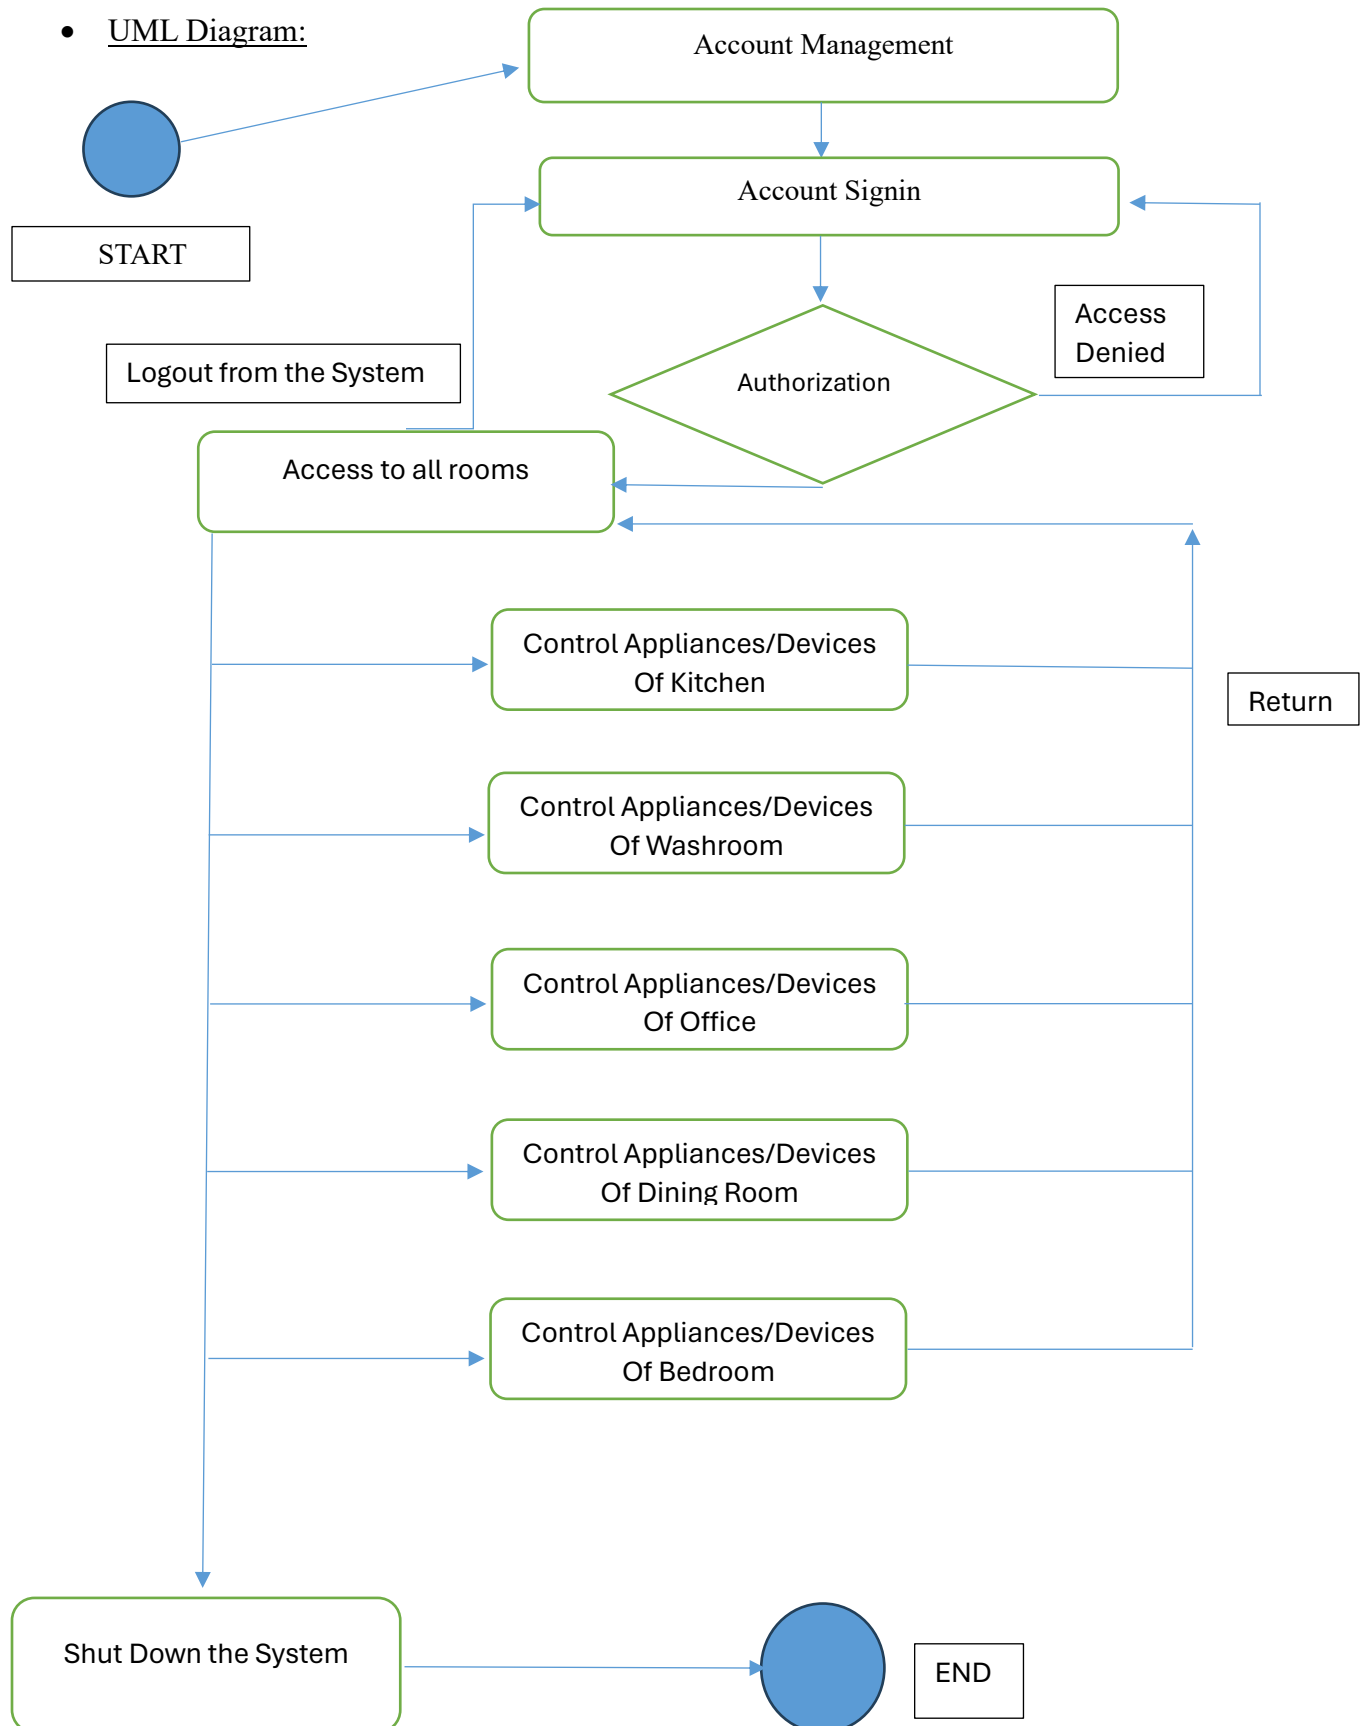 • UML Diagram:
Account Management
Account Signin
START
Access
Denied
Logout from the System
Authorization
Access to all rooms
Control Appliances/Devices
Of Kitchen
Return
Control Appliances/Devices
Of Washroom
Control Appliances/Devices
Of Office
Control Appliances/Devices
Of Dining Room
Control Appliances/Devices
Of Bedroom
Shut Down the System
END